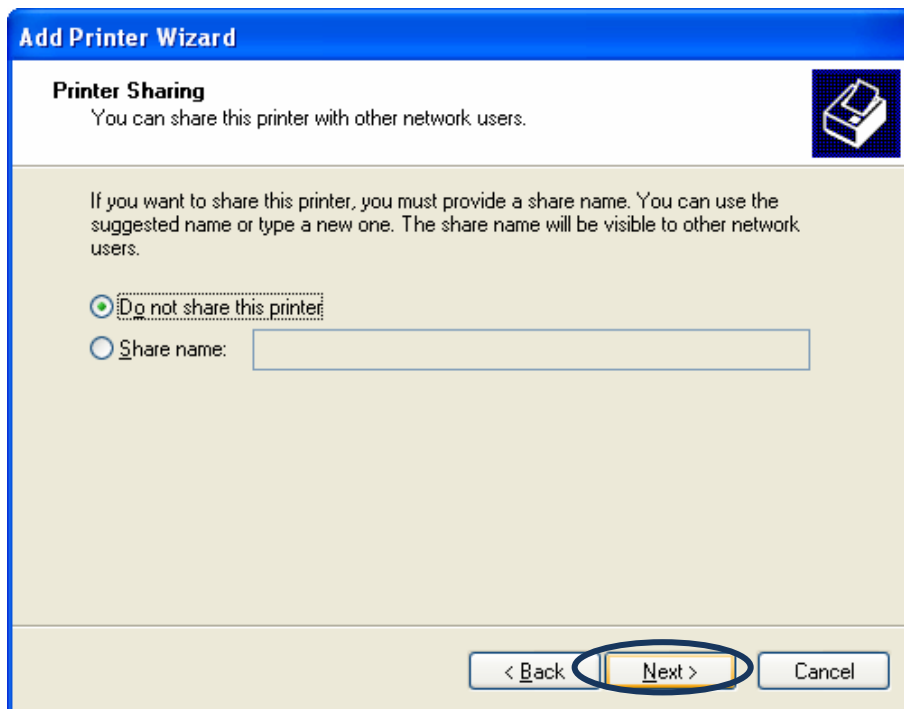 Add Printer Wizard
Printer Sharing
You can share this printer with other network users.
If you want to share this printer, you must provide a share name. You can use the
suggested name or type a new one. The share name will be visible to other network
users.
Do not share this printer
Share name:
< Back
Next >
Cancel